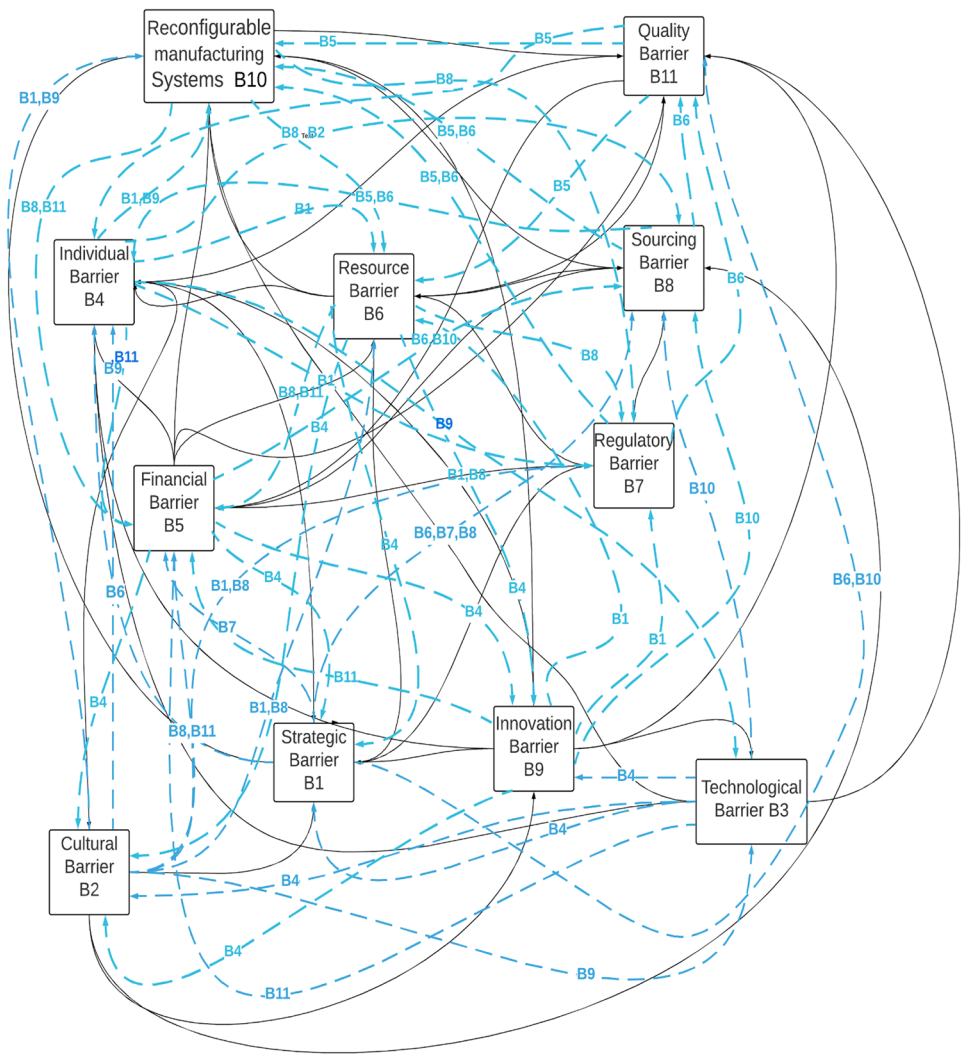 Reconfigurable
manufacturing
Systems B10
Quality
Barrier
B11
B5
B5
B8
B1,B9
B8 Text B2
B5,B6
B6
B5,B6
B5
B8,B11
B1,B9
B5,B6
B1
Individual
Barrier
B4
Resource
Barrier
B6
Sourcing
Barrier
B8
B6
B6,B10
B8
,B11
B9
B1
B8,B11
B4
B9
Regulatory
Barrier
B7
Financial
Barrier
B5
B1,B8
B10
B10
B6,B7,B8
B4
B4
B1,B8
B4
B6
B6,B10
B4
B7
B1
B1
B11
B4
B1,B8
B8,B11
Strategic
Barrier
B1
Innovation
Barrier
B9
B4
Technological
Barrier B3
B4
Cultural
Barrier
B2
B4
B4
B9
B11